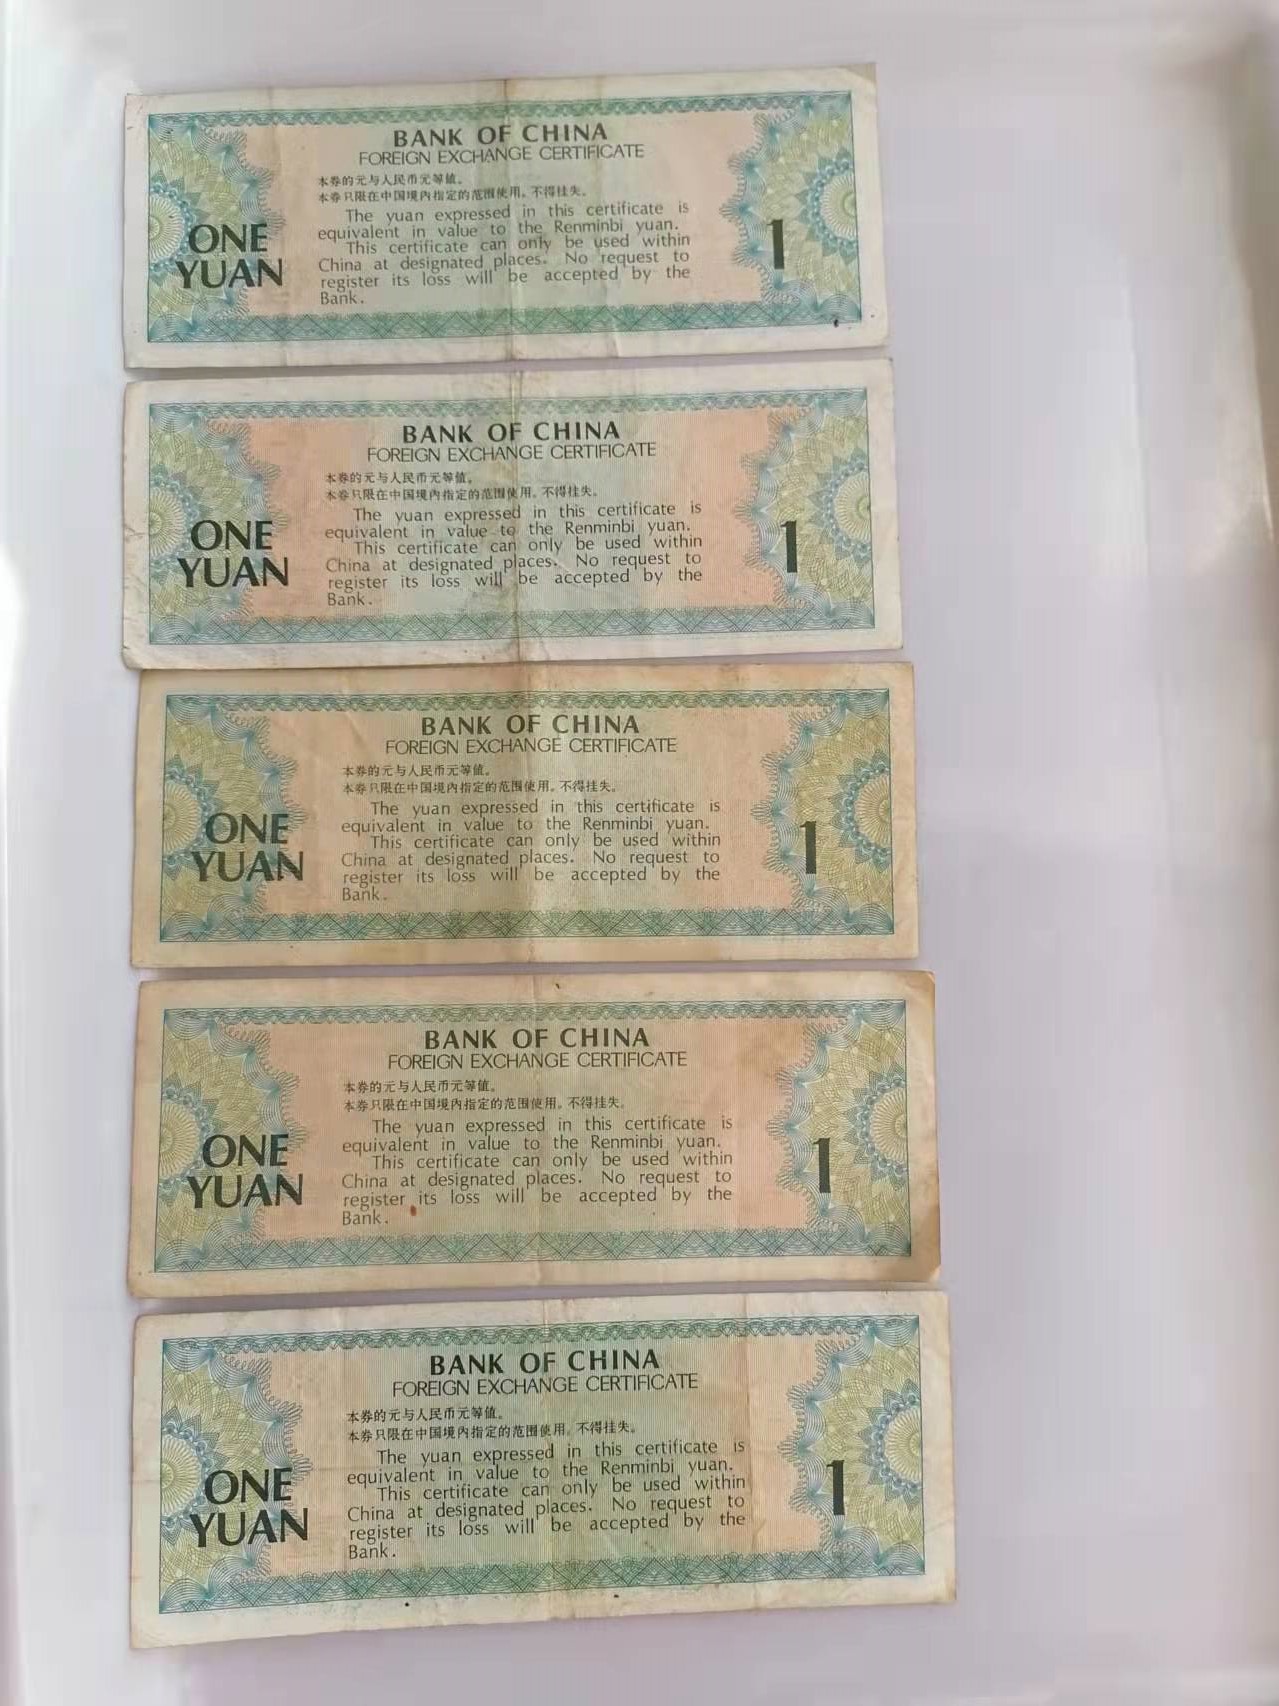 BANK OF CHINA
FOREIGN EXCHANGE CERTIFICATE
本券的元与人民币元等值。
本券只限在中国境内指定的范围使用，不得挂失。
The yuan expressed in this certificate is
equivalent in value to the Renminbi yuan.
This certificate can only be used within
China at designated places. No request to
register its loss will be accepted by the
Bank.
ONE
YUAN
1
BANK OF CHINA
FOREIGN EXCHANGE CERTIFICATE
本券的元与人民币元等值。
本券只限在中国境内指定的范围使用，不得挂失。
The yuan expressed in this certificate is
equivalent in value to the Renminbi yuan.
This certificate can only be used within
China at designated places. No request to
register its loss will be accepted by the
Bank.
ONE
YUAN
1
BANK OF CHINA
FOREIGN EXCHANGE CERTIFICATE
本券的元与人民币元等值。
本券只限在中国境内指定的范围使用，不得挂失。
The yuan expressed in this certificate is
equivalent in value to the Renminbi yuan.
This certificate can only be used within
China at designated places. No request to
register its loss will be accepted by the
Bank.
ONE
YUAN
1
BANK OF CHINA
FOREIGN EXCHANGE CERTIFICATE
本券的元与人民币元等值。
本券只限在中国境内指定的范围使用，不得挂失。
The yuan expressed in this certificate is
equivalent in value to the Renminbi yuan.
This certificate can only be used within
China at designated places. No request to
register its loss will be accepted by the
Bank.
ONE
YUAN
1
BANK OF CHINA
FOREIGN EXCHANGE CERTIFICATE
本券的元与人民币元等值。
本券只限在中国境内指定的范围使用，不得挂失。
The yuan expressed in this certificate is
equivalent in value to the Renminbi yuan.
This certificate can only be used within
China at designated places. No request to
register its loss will be accepted by the
Bank.
ONE
YUAN
1